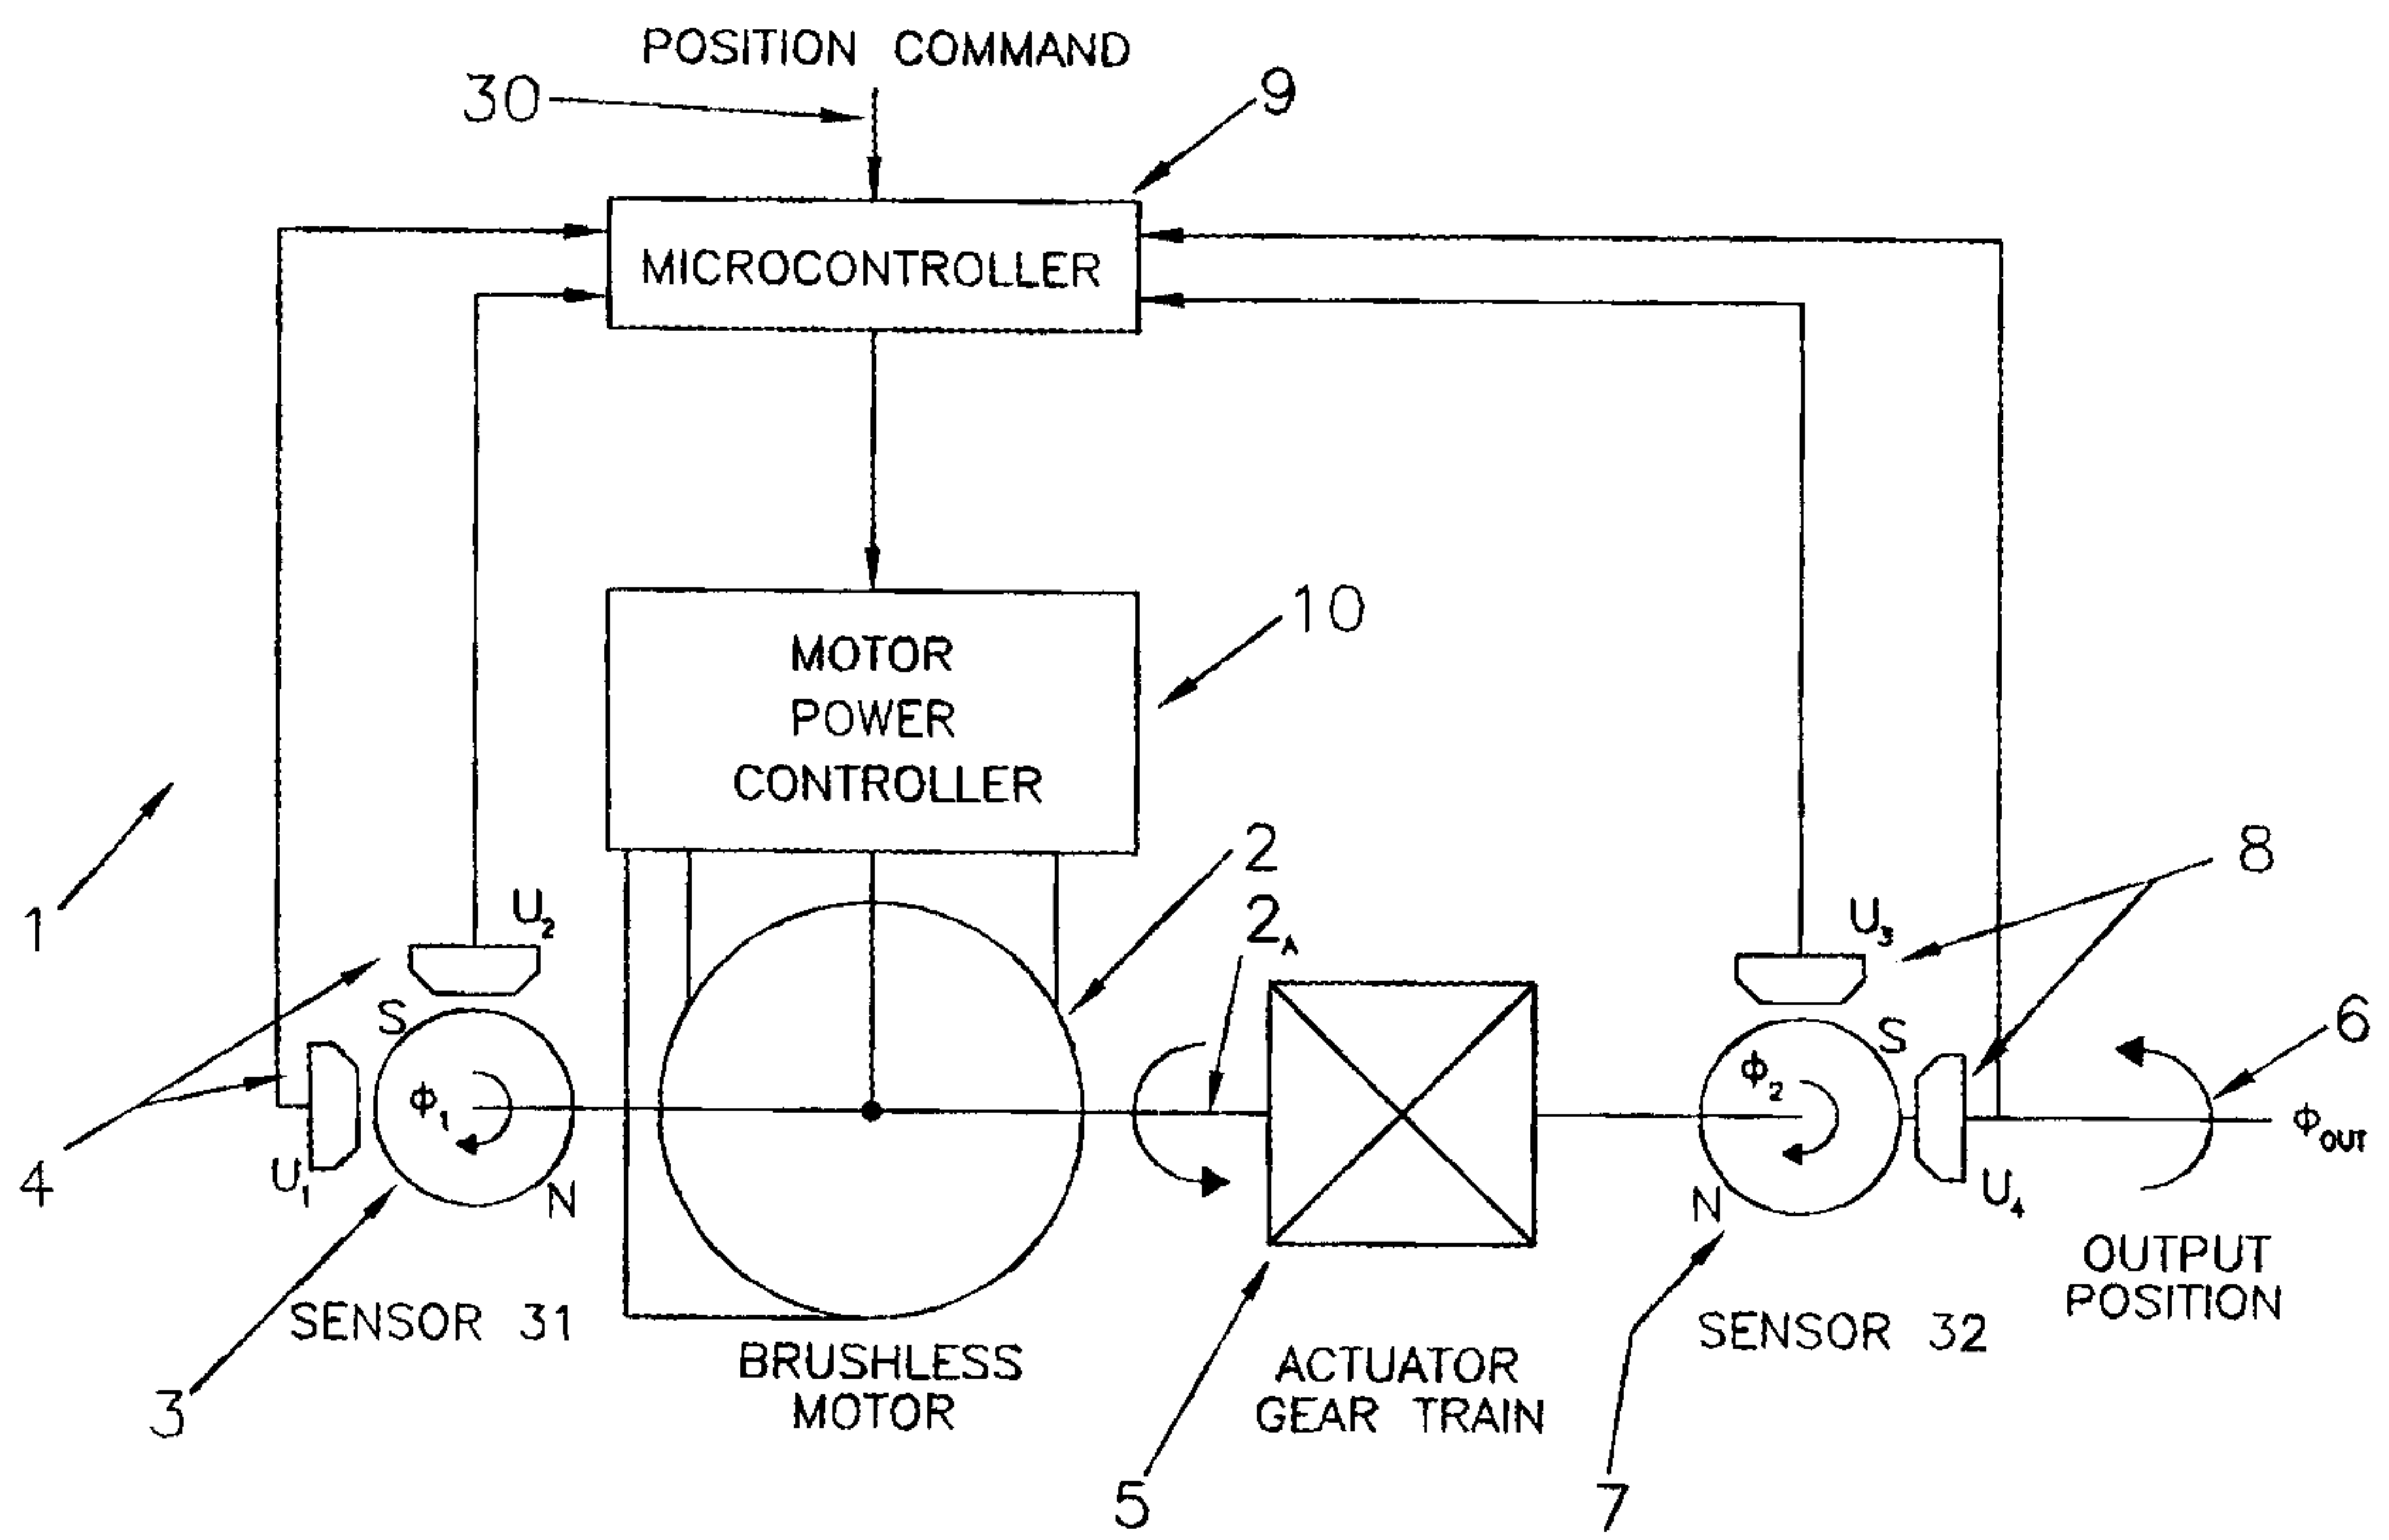 POSITION COMMAND
30
9
MICROCONTROLLER
10
MOTOR
POWER
CONTROLLER
1
2
2A
8
U2
U3
S
S
6
Φ1
Φ2
ΦOUT
4
U1
N
N
U4
OUTPUT
POSITION
SENSOR 31
SENSOR 32
3
BRUSHLESS
MOTOR
ACTUATOR
GEAR TRAIN
5
7